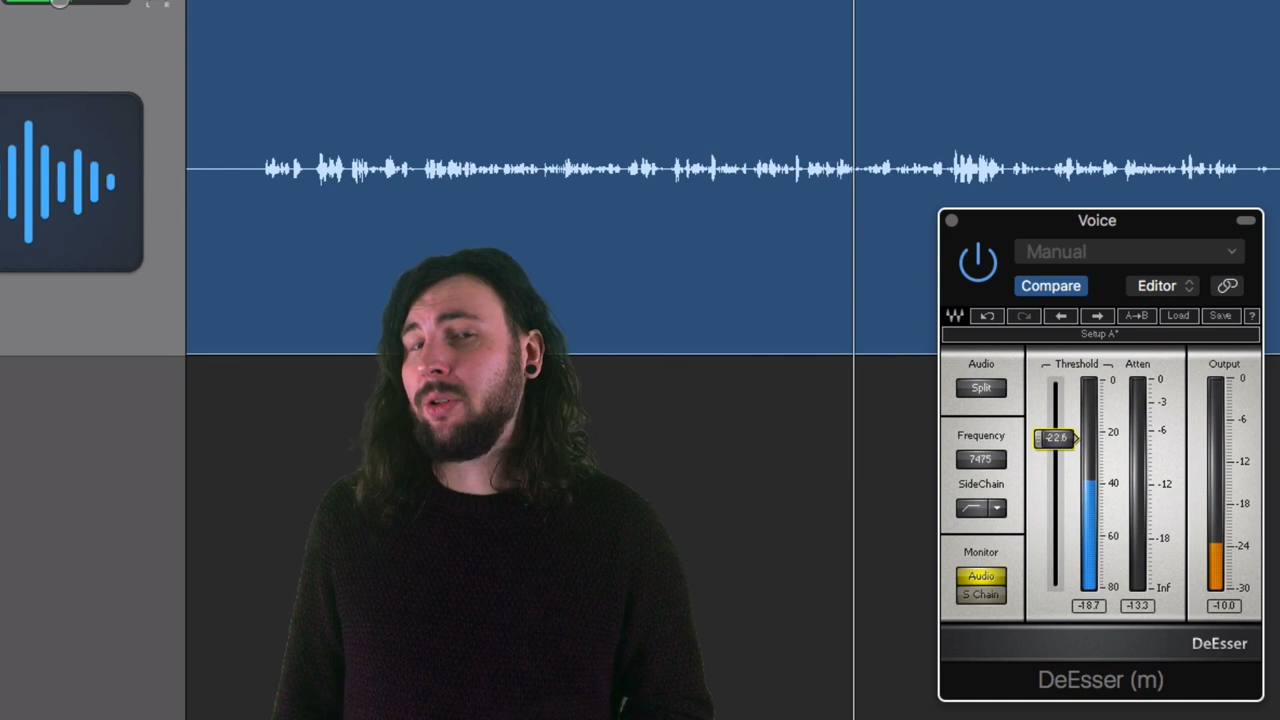 L R
Voice
Manual
Compare Editor
A→B Load Save ?
Setup A*
Audio Threshold Atten Output
Split
Frequency
7475
SideChain
Monitor
Audio
S Chain
-22.6
0
20
40
60
80
0
-3
-6
-12
-18
Inf
0
-6
-12
-18
-24
-30
-18.7 -13.3 -10.0
DeEsser
DeEsser (m)